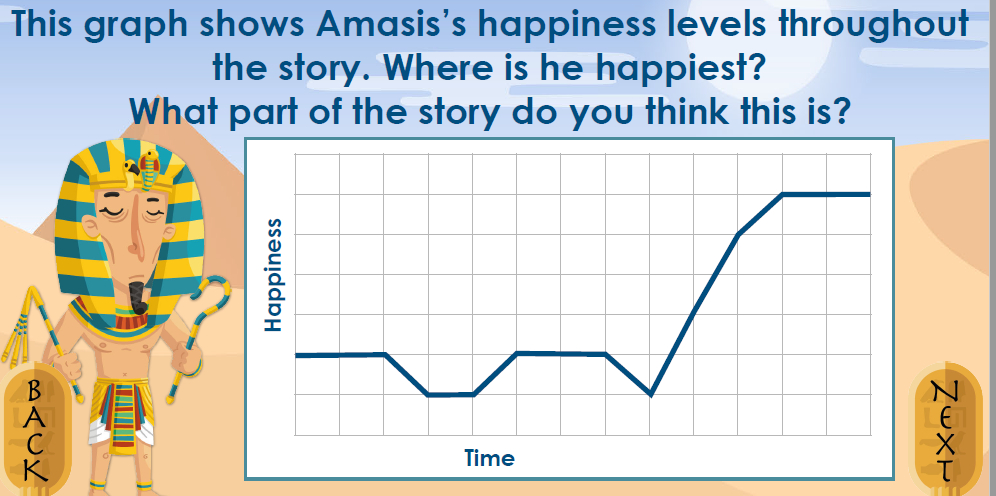 This graph shows Amasis’s happiness levels throughout
the story. Where is he happiest?
What part of the story do you think this is?
Happiness
Time
BACK
NEXT